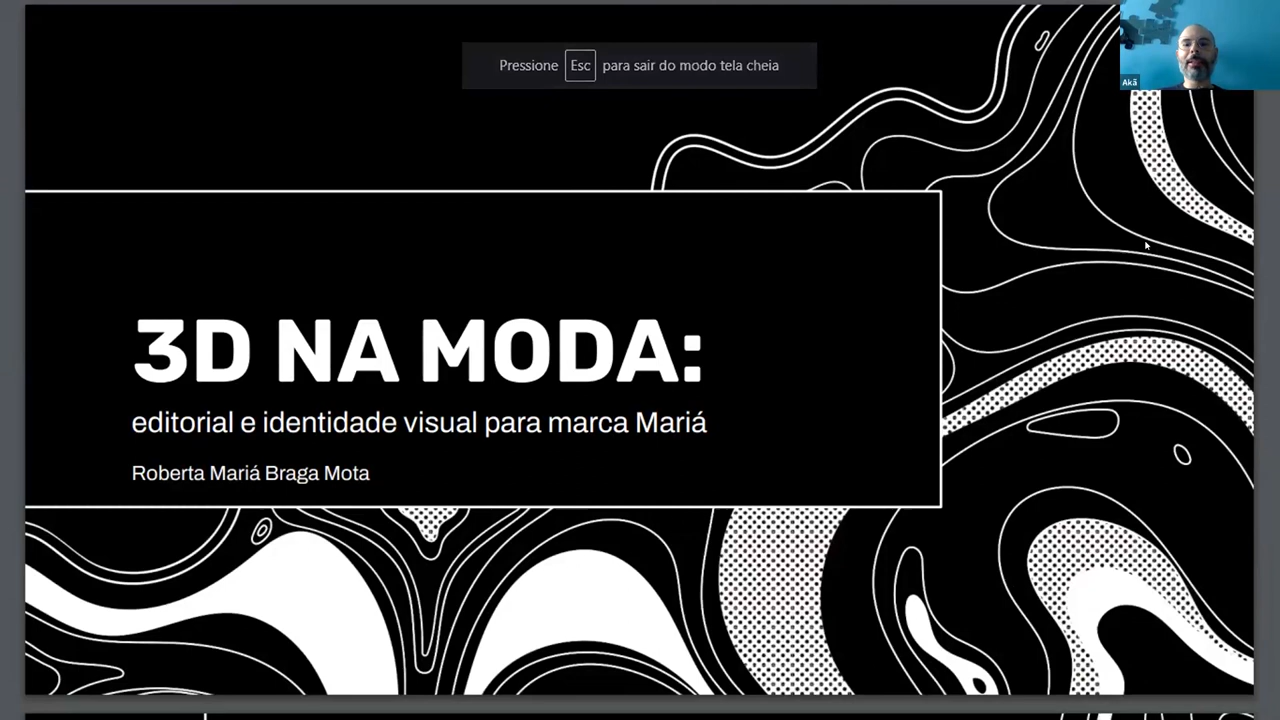 Pressione Esc para sair do modo tela cheia
Akã
3D NA MODA:
editorial e identidade visual para marca Mariá
Roberta Mariá Braga Mota